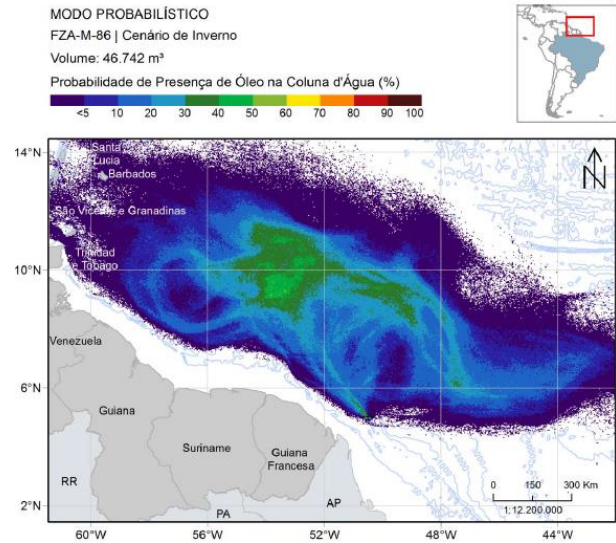 MODO PROBABILÍSTICO
FZA-M-86 | Cenário de Inverno
Volume: 46.742 m³
Probabilidade de Presença de Óleo na Coluna d'Água (%)
<5 10 20 30 40 50 60 70 80 90 100
14°N
Santa
Lucia
Barbados
N
São Vicente e Granadinas
Trinidad
e Tobago
10°N
Venezuela
6°N
Guiana
Suriname
Guiana
Francesa
RR
AP
0 150 300 Km
1:12.200.000
2°N
PA
60°W 56°W 52°W 48°W 44°W